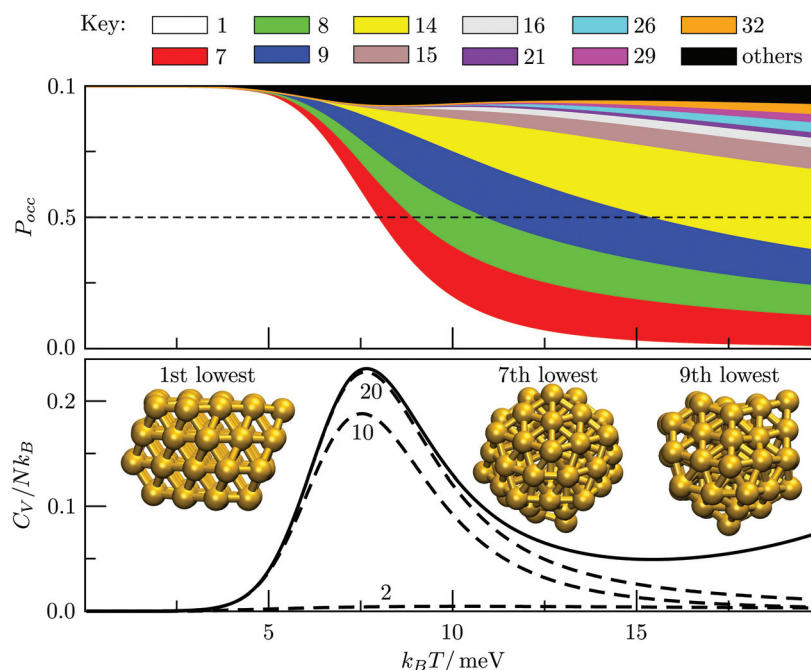 Key: 1 8 14 16 26 32
7 9 15 21 29 others
0.1
P_occ
0.5
0.0
1st lowest 7th lowest 9th lowest
0.2
20
10
C_V/Nk_B
0.1
2
0.0
5 10 15
k_BT/meV